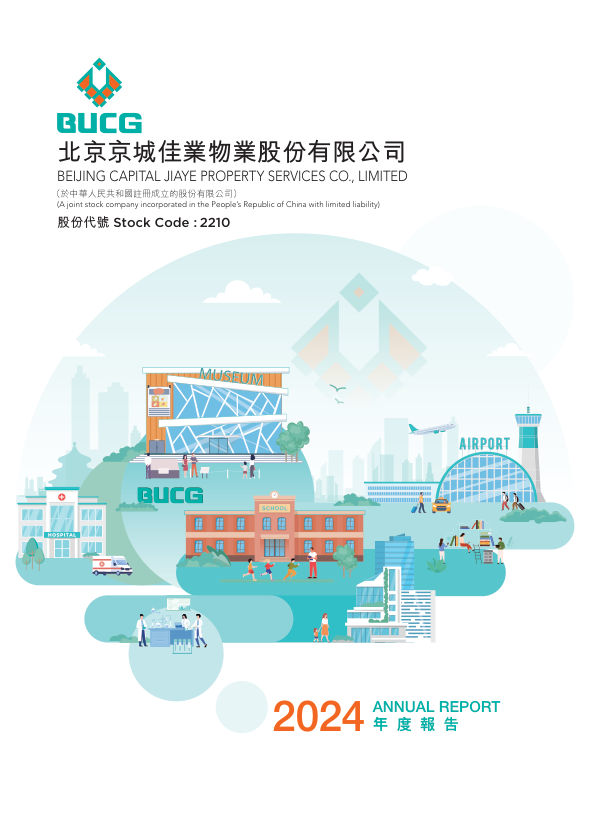 BUCG
北京京城佳業物業股份有限公司
BEIJING CAPITAL JIAYE PROPERTY SERVICES CO., LIMITED
（於中華人民共和國註冊成立的股份有限公司）
(A joint stock company incorporated in the People's Republic of China with limited liability)
股份代號 Stock Code : 2210
MUSEUM
AIRPORT
BUCG
SCHOOL
HOSPITAL
2024 ANNUAL REPORT
年度報告